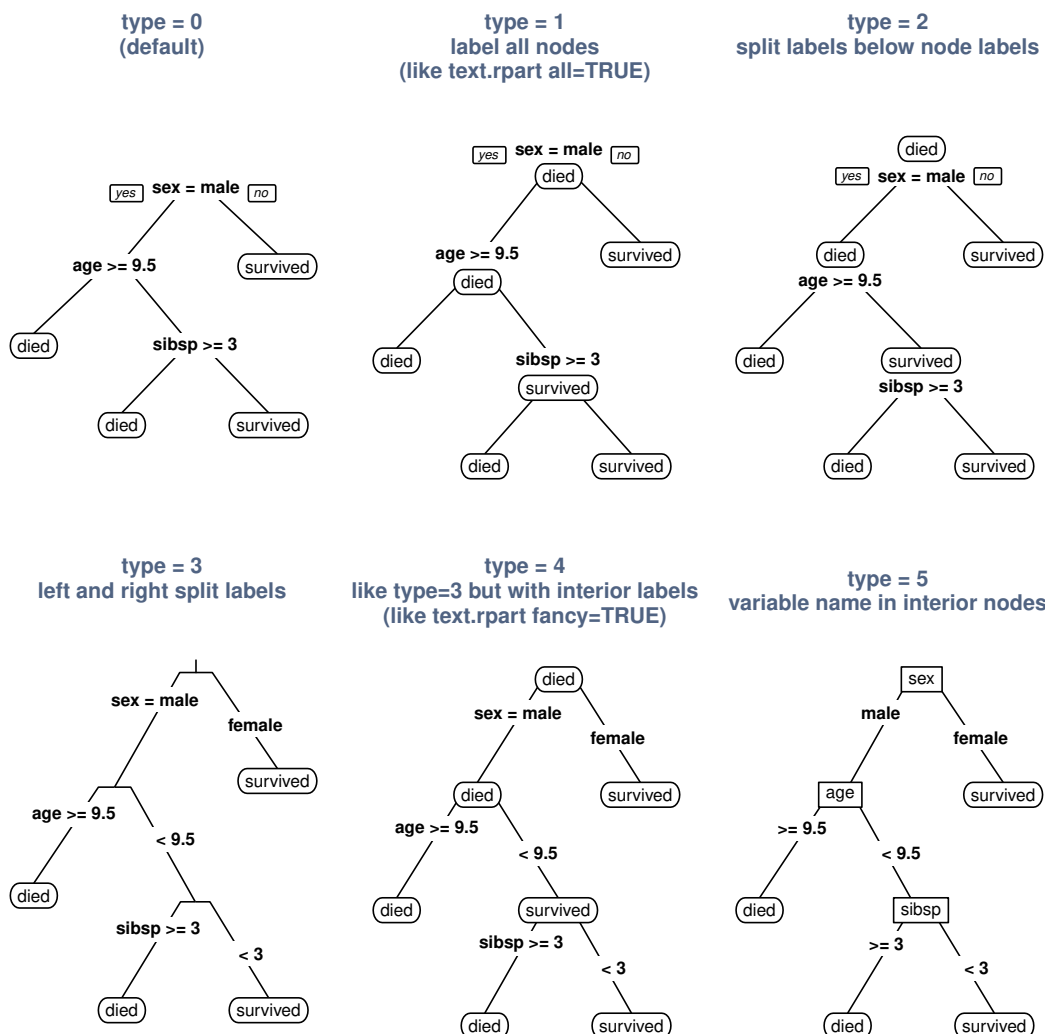 type = 0
(default)
yes sex = male no
age >= 9.5
survived
died
sibsp >= 3
died
survived
type = 1
label all nodes
(like text.rpart all=TRUE)
yes sex = male no
died
age >= 9.5
survived
died
died
sibsp >= 3
survived
died
survived
type = 2
split labels below node labels
died
yes sex = male no
died
survived
age >= 9.5
died
survived
sibsp >= 3
died
survived
type = 3
left and right split labels
sex = male
female
survived
age >= 9.5
< 9.5
died
sibsp >= 3
< 3
died
survived
type = 4
like type=3 but with interior labels
(like text.rpart fancy=TRUE)
died
sex = male
female
died
survived
age >= 9.5
< 9.5
died
survived
sibsp >= 3
< 3
died
survived
type = 5
variable name in interior nodes
sex
male
female
age
survived
>= 9.5
< 9.5
died
sibsp
>= 3
< 3
died
survived